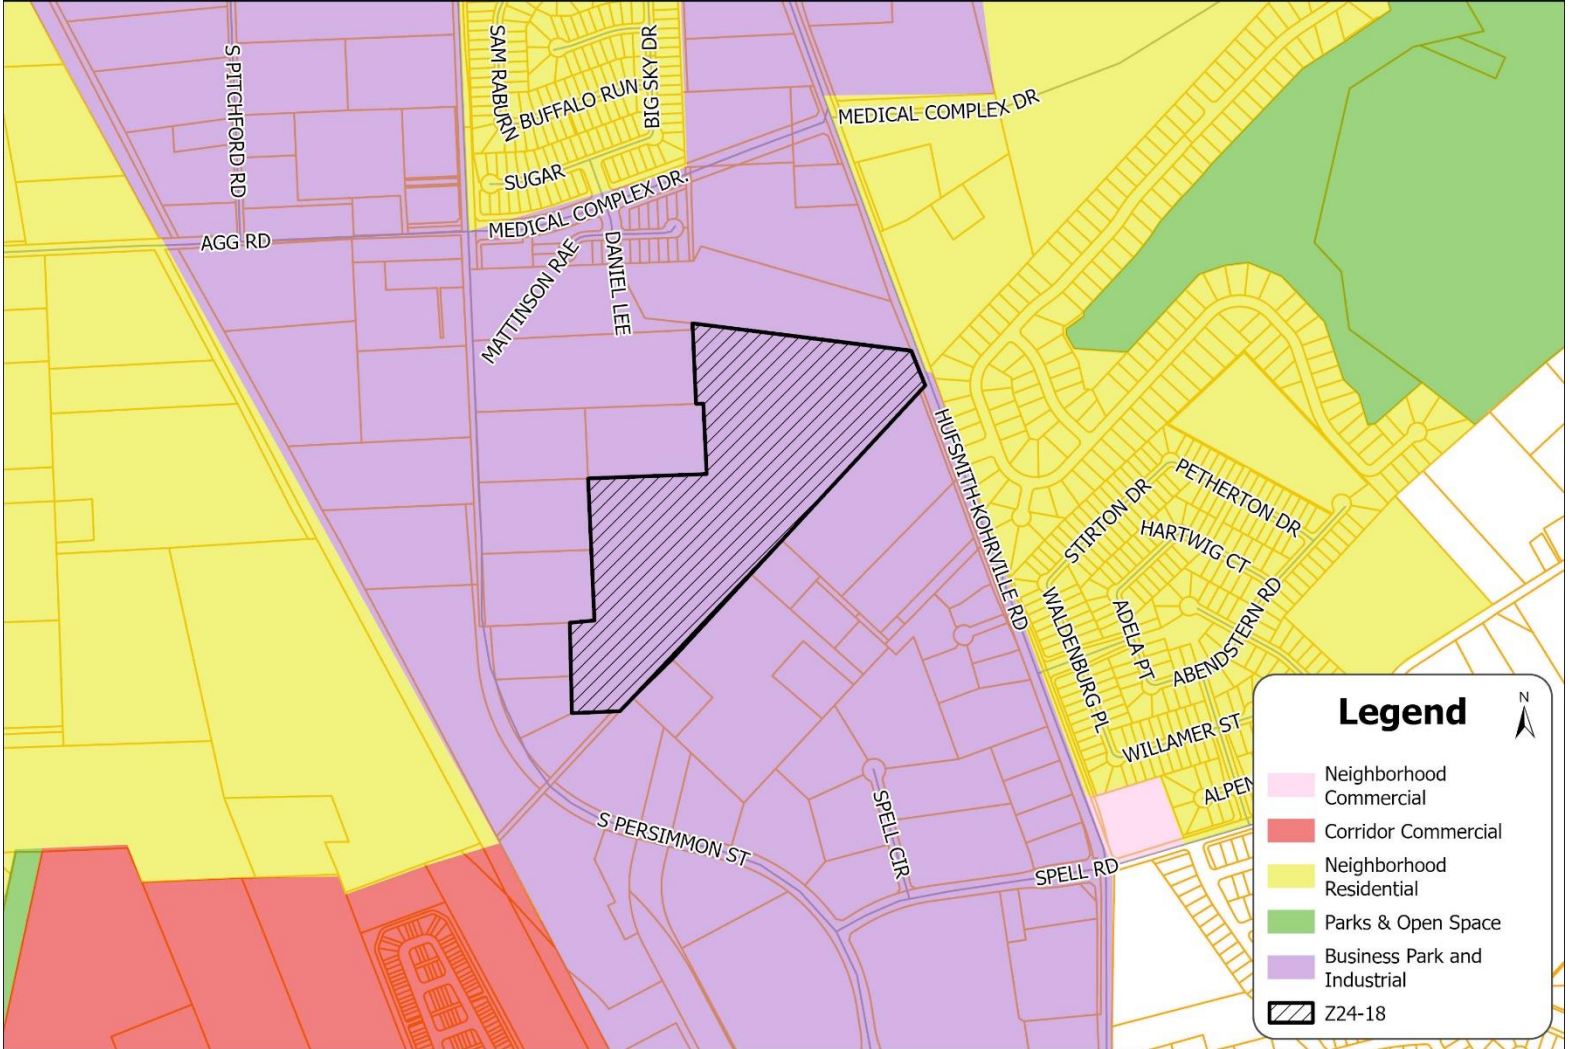 S PITCHFORD RD
SAM RABURN
BUFFALO RUN
BIG SKY DR
MEDICAL COMPLEX DR
SUGAR
MEDICAL COMPLEX DR.
AGG RD
MATTINSON RAE
DANIEL LEE
HUFSMITH-KOHRVILLE RD
PETHERTON DR
STIRTON DR
HARTWIG CT
ADELA PT
ABENDSTERN RD
WALDENBURG PL
WILLAMER ST
ALPEN
S PERSIMMON ST
SPELL CIR
SPELL RD
Legend
N
Neighborhood
Commercial
Corridor Commercial
Neighborhood
Residential
Parks & Open Space
Business Park and
Industrial
Z24-18